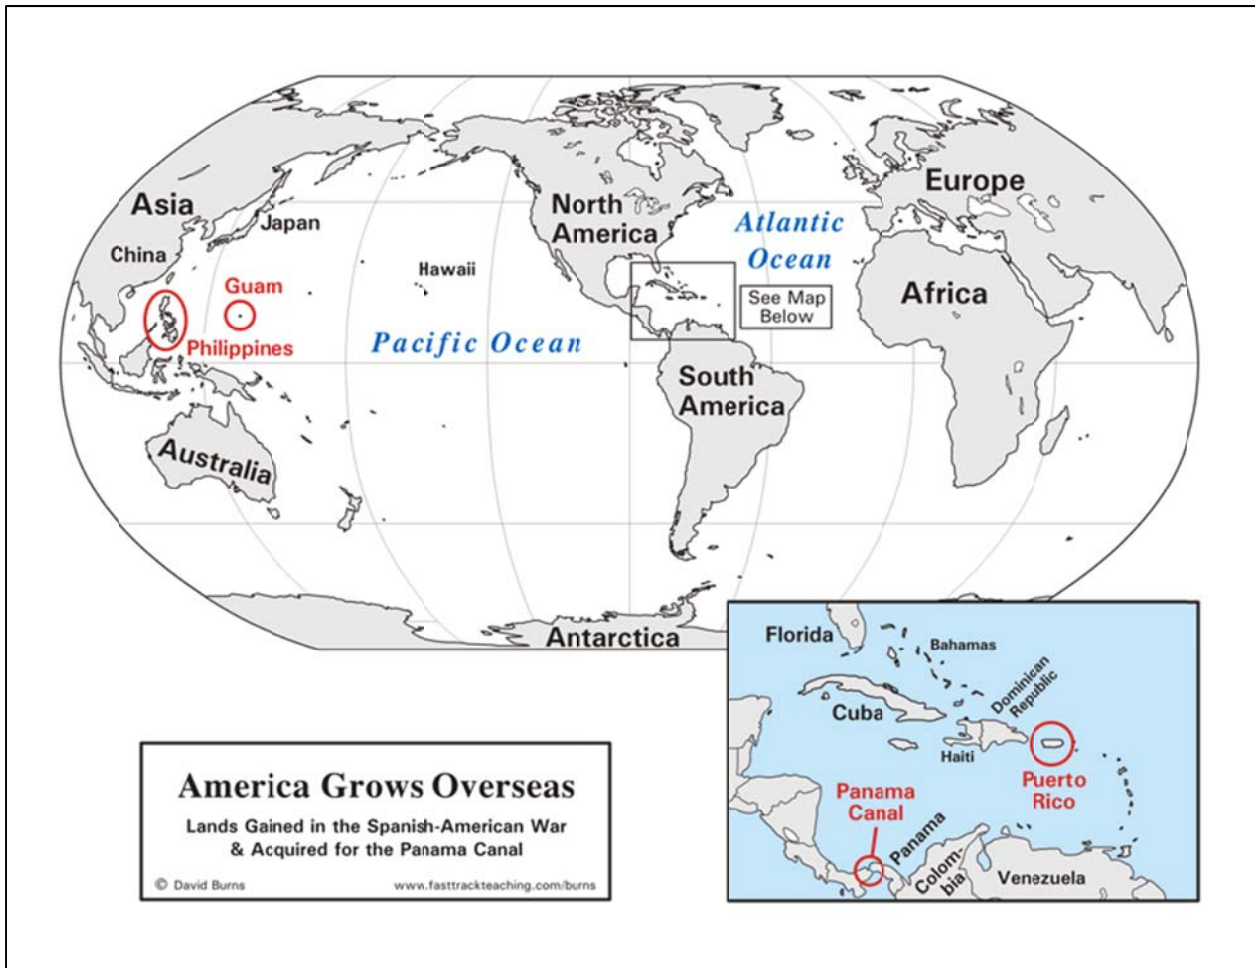 Asia
China
Japan
Guam
Philippines
Hawaii
Pacific Ocean
Australia
North
America
Atlantic
Ocean
See Map
Below
South
America
Europe
Africa
Antarctica
Florida
Bahamas
Cuba
Dominican
Republic
Haiti
Puerto
Rico
Panama
Canal
Panama
Colom-
bia
Venezuela
America Grows Overseas
Lands Gained in the Spanish-American War
& Acquired for the Panama Canal
© David Burns www.fasttrackteaching.com/burns